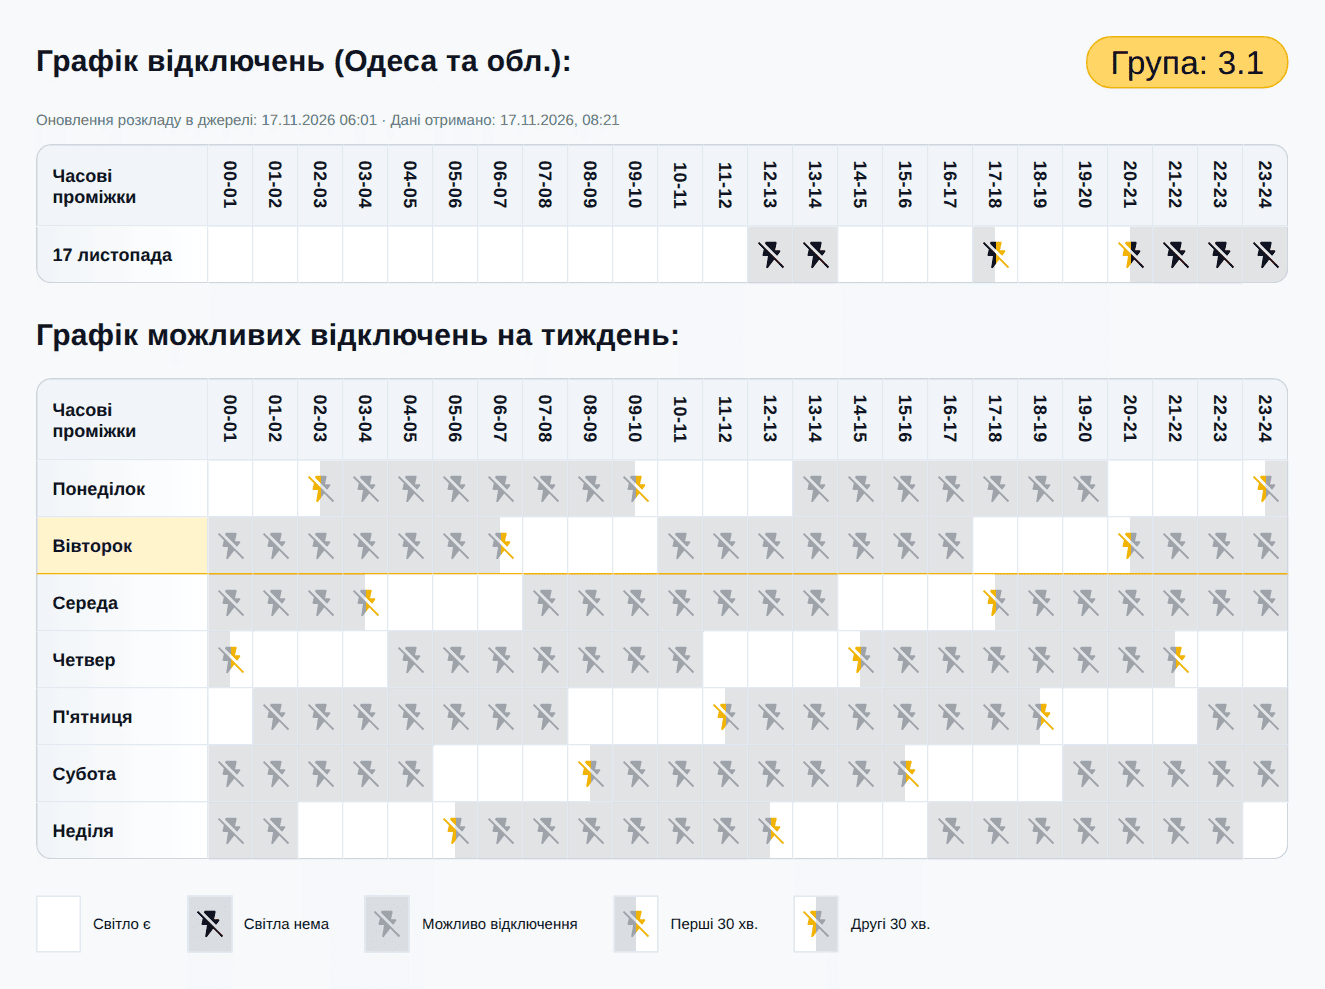 Графік відключень (Одеса та обл.):
Група: 3.1
Оновлення розкладу в джерелі: 17.11.2026 06:01 · Дані отримано: 17.11.2026, 08:21
Часові проміжки 00-01 01-02 02-03 03-04 04-05 05-06 06-07 07-08 08-09 09-10 10-11 11-12 12-13 13-14 14-15 15-16 16-17 17-18 18-19 19-20 20-21 21-22 22-23 23-24
17 листопада
Графік можливих відключень на тиждень:
Часові проміжки 00-01 01-02 02-03 03-04 04-05 05-06 06-07 07-08 08-09 09-10 10-11 11-12 12-13 13-14 14-15 15-16 16-17 17-18 18-19 19-20 20-21 21-22 22-23 23-24
Понеділок
Вівторок
Середа
Четвер
П'ятниця
Субота
Неділя
Світло є Світла нема Можливо відключення Перші 30 хв. Другі 30 хв.